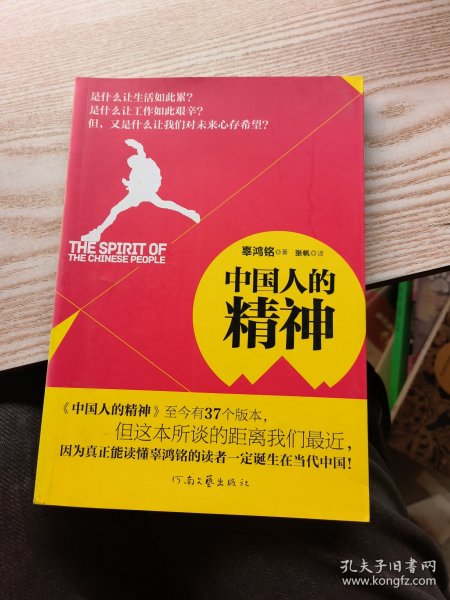 是什么让生活如此累?
是什么让工作如此艰辛?
但,又是什么让我们对未来心存希望?
THE SPIRIT OF
THE CHINESE PEOPLE
辜鸿铭◎著 张帆◎译
中国人的
精神
《中国人的精神》至今有37个版本,
但这本所谈的距离我们最近,
因为真正能读懂辜鸿铭的读者一定诞生在当代中国!
河南文艺出版社
孔夫子旧书网
www.kongfz.com